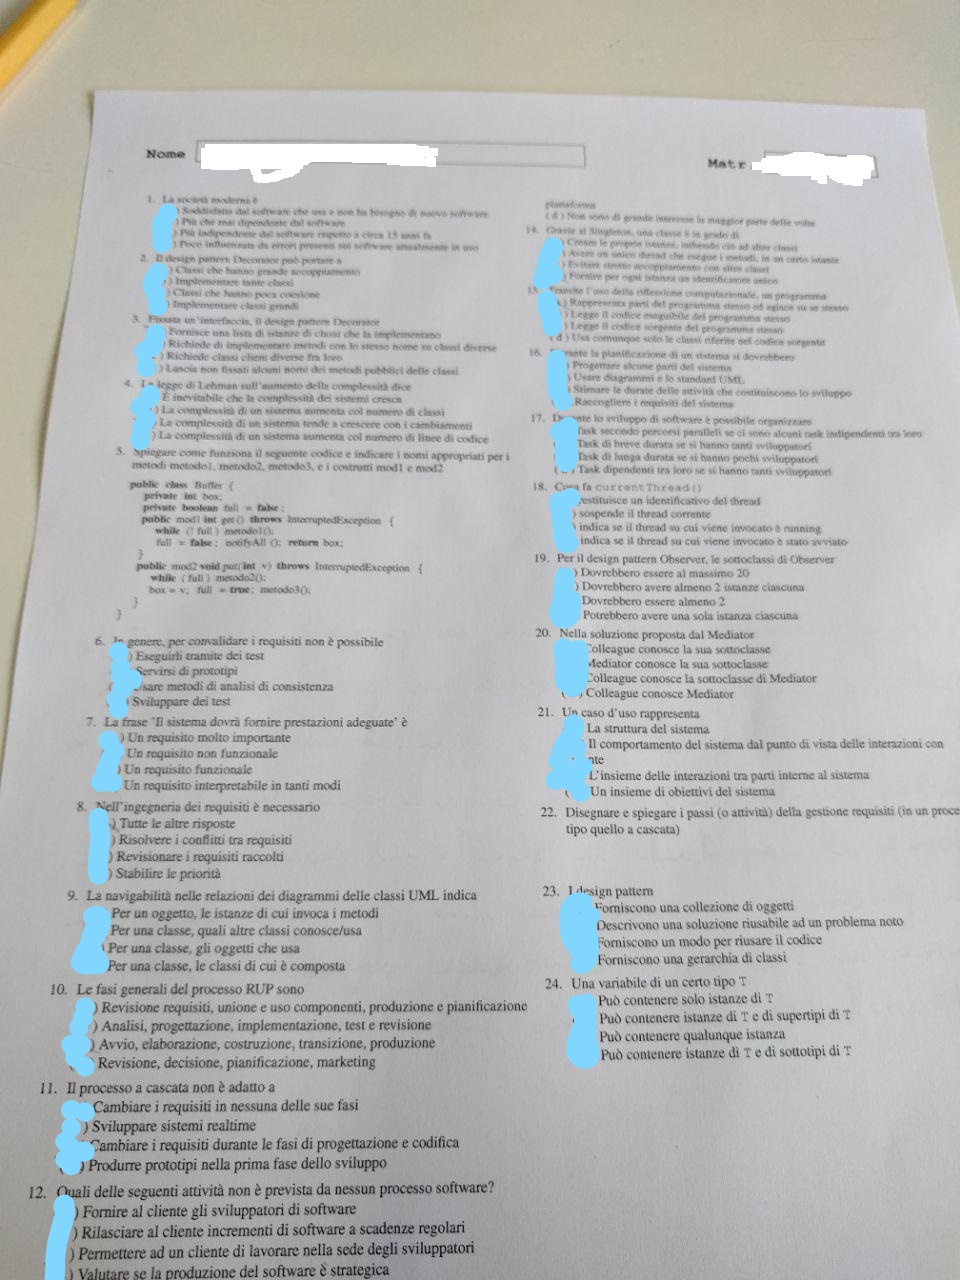 Nome
Matr
1. La società moderna è
) Soddisfatta dal software che usa e non ha bisogno di nuovo software
) Più che mai dipendente dal software
) Più indipendente dal software rispetto a circa 15 anni fa
) Poco influenzata da errori presenti sul software attualmente in uso
2. Il design pattern Decorator può portare a
) Classi che hanno grande accoppiamento
) Implementare tante classi
) Classi che hanno poca coesione
) Implementare classi grandi
3. Fissata un'interfaccia, il design pattern Decorator
Fornisce una lista di istanze di classi che la implementano
) Richiede di implementare metodi con lo stesso nome su classi diverse
) Richiede classi client diverse fra loro
) Lascia non fissati alcuni nomi dei metodi pubblici delle classi
4. La legge di Lehman sull'aumento della complessità dice
È inevitabile che la complessità dei sistemi cresca
) La complessità di un sistema aumenta col numero di classi
) La complessità di un sistema tende a crescere con i cambiamenti
) La complessità di un sistema aumenta col numero di linee di codice
5. Spiegare come funziona il seguente codice e indicare i nomi appropriati per i
metodi metodo1, metodo2, metodo3, e i costrutti mod1 e mod2
public class Buffer {
private int box;
private boolean full = false;
public mod1 int get() throws InterruptedException {
while (! full) metodo1();
full = false; notifyAll (); return box;
}
public mod2 void put(int v) throws InterruptedException {
while (full) metodo2();
box = v; full = true; metodo3();
}
}
6. In genere, per convalidare i requisiti non è possibile
) Eseguirli tramite dei test
Servirsi di prototipi
( Usare metodi di analisi di consistenza
) Sviluppare dei test
7. La frase 'Il sistema dovrà fornire prestazioni adeguate' è
) Un requisito molto importante
Un requisito non funzionale
) Un requisito funzionale
Un requisito interpretabile in tanti modi
8. Nell'ingegneria dei requisiti è necessario
) Tutte le altre risposte
) Risolvere i conflitti tra requisiti
) Revisionare i requisiti raccolti
) Stabilire le priorità
9. La navigabilità nelle relazioni dei diagrammi delle classi UML indica
Per un oggetto, le istanze di cui invoca i metodi
Per una classe, quali altre classi conosce/usa
) Per una classe, gli oggetti che usa
Per una classe, le classi di cui è composta
10. Le fasi generali del processo RUP sono
) Revisione requisiti, unione e uso componenti, produzione e pianificazione
) Analisi, progettazione, implementazione, test e revisione
) Avvio, elaborazione, costruzione, transizione, produzione
( Revisione, decisione, pianificazione, marketing
11. Il processo a cascata non è adatto a
Cambiare i requisiti in nessuna delle sue fasi
) Sviluppare sistemi realtime
Cambiare i requisiti durante le fasi di progettazione e codifica
( ) Produrre prototipi nella prima fase dello sviluppo
12. Quali delle seguenti attività non è prevista da nessun processo software?
) Fornire al cliente gli sviluppatori di software
) Rilasciare al cliente incrementi di software a scadenze regolari
) Permettere ad un cliente di lavorare nella sede degli sviluppatori
) Valutare se la produzione del software è strategica
piattaforma
( d ) Non sono di grande interesse la maggior parte delle volte
14. Grazie al Singleton, una classe è in grado di
) Creare le proprie istanze, inibendo ciò ad altre classi
) Avere un unico thread che esegue i metodi, in un certo istante
) Evitare stretto accoppiamento con altre classi
) Fornire per ogni istanza un identificatore unico
15. Tramite l'uso della riflessione computazionale, un programma
) Rappresenta parti del programma stesso ed agisce su se stesso
) Legge il codice eseguibile del programma stesso
) Legge il codice sorgente del programma stesso
( d ) Usa comunque solo le classi riferite nel codice sorgente
16. rante la pianificazione di un sistema si dovrebbero
) Progettare alcune parti del sistema
) Usare diagrammi e lo standard UML
Stimare le durate delle attività che costituiscono lo sviluppo
Raccogliere i requisiti del sistema
17. Durante lo sviluppo di software è possibile organizzare
Task secondo percorsi paralleli se ci sono alcuni task indipendenti tra loro
Task di breve durata se si hanno tanti sviluppatori
Task di lunga durata se si hanno pochi sviluppatori
( ) Task dipendenti tra loro se si hanno tanti sviluppatori
18. Cosa fa currentThread()
restituisce un identificativo del thread
) sospende il thread corrente
indica se il thread su cui viene invocato è running
indica se il thread su cui viene invocato è stato avviato
19. Per il design pattern Observer, le sottoclassi di Observer
) Dovrebbero essere al massimo 20
) Dovrebbero avere almeno 2 istanze ciascuna
Dovrebbero essere almeno 2
Potrebbero avere una sola istanza ciascuna
20. Nella soluzione proposta dal Mediator
Colleague conosce la sua sottoclasse
Mediator conosce la sua sottoclasse
Colleague conosce la sottoclasse di Mediator
( ) Colleague conosce Mediator
21. Un caso d'uso rappresenta
La struttura del sistema
Il comportamento del sistema dal punto di vista delle interazioni con
nte
L'insieme delle interazioni tra parti interne al sistema
( Un insieme di obiettivi del sistema
22. Disegnare e spiegare i passi (o attività) della gestione requisiti (in un proce
tipo quello a cascata)
23. I design pattern
Forniscono una collezione di oggetti
Descrivono una soluzione riusabile ad un problema noto
Forniscono un modo per riusare il codice
Forniscono una gerarchia di classi
24. Una variabile di un certo tipo T
Può contenere solo istanze di T
Può contenere istanze di T e di supertipi di T
Può contenere qualunque istanza
Può contenere istanze di T e di sottotipi di T